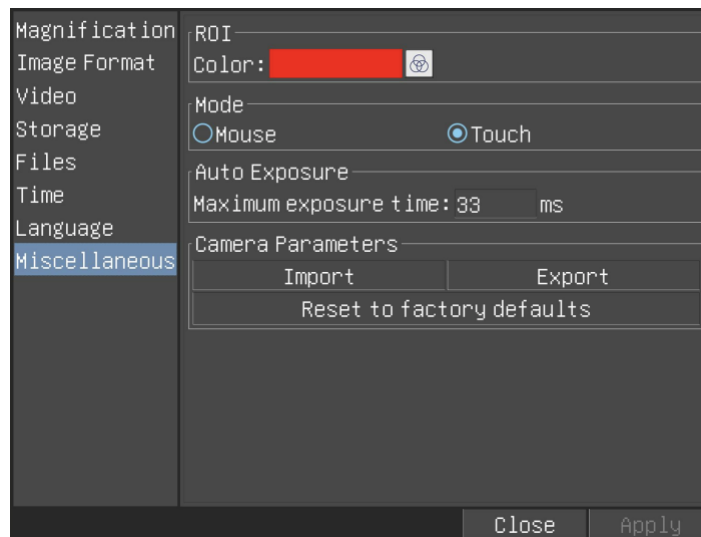 Magnification
Image Format
Video
Storage
Files
Time
Language
Miscellaneous
ROI
Color:
Mode
Mouse Touch
Auto Exposure
Maximum exposure time: 33 ms
Camera Parameters
Import Export
Reset to factory defaults
Close Apply